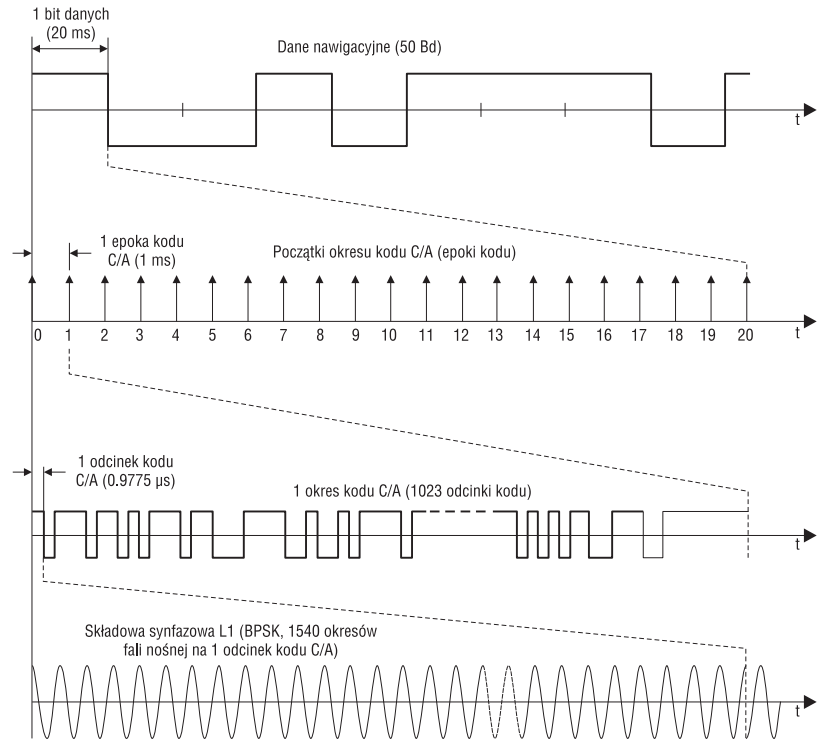 1 bit danych
(20 ms)
Dane nawigacyjne (50 Bd)
t
1 epoka kodu
C/A (1 ms)
Początki okresu kodu C/A (epoki kodu)
0 1 2 3 4 5 6 7 8 9 10 11 12 13 14 15 16 17 18 19 20
t
1 odcinek kodu
C/A (0.9775 μs)
1 okres kodu C/A (1023 odcinki kodu)
t
Składowa synfazowa L1 (BPSK, 1540 okresów
fali nośnej na 1 odcinek kodu C/A)
t